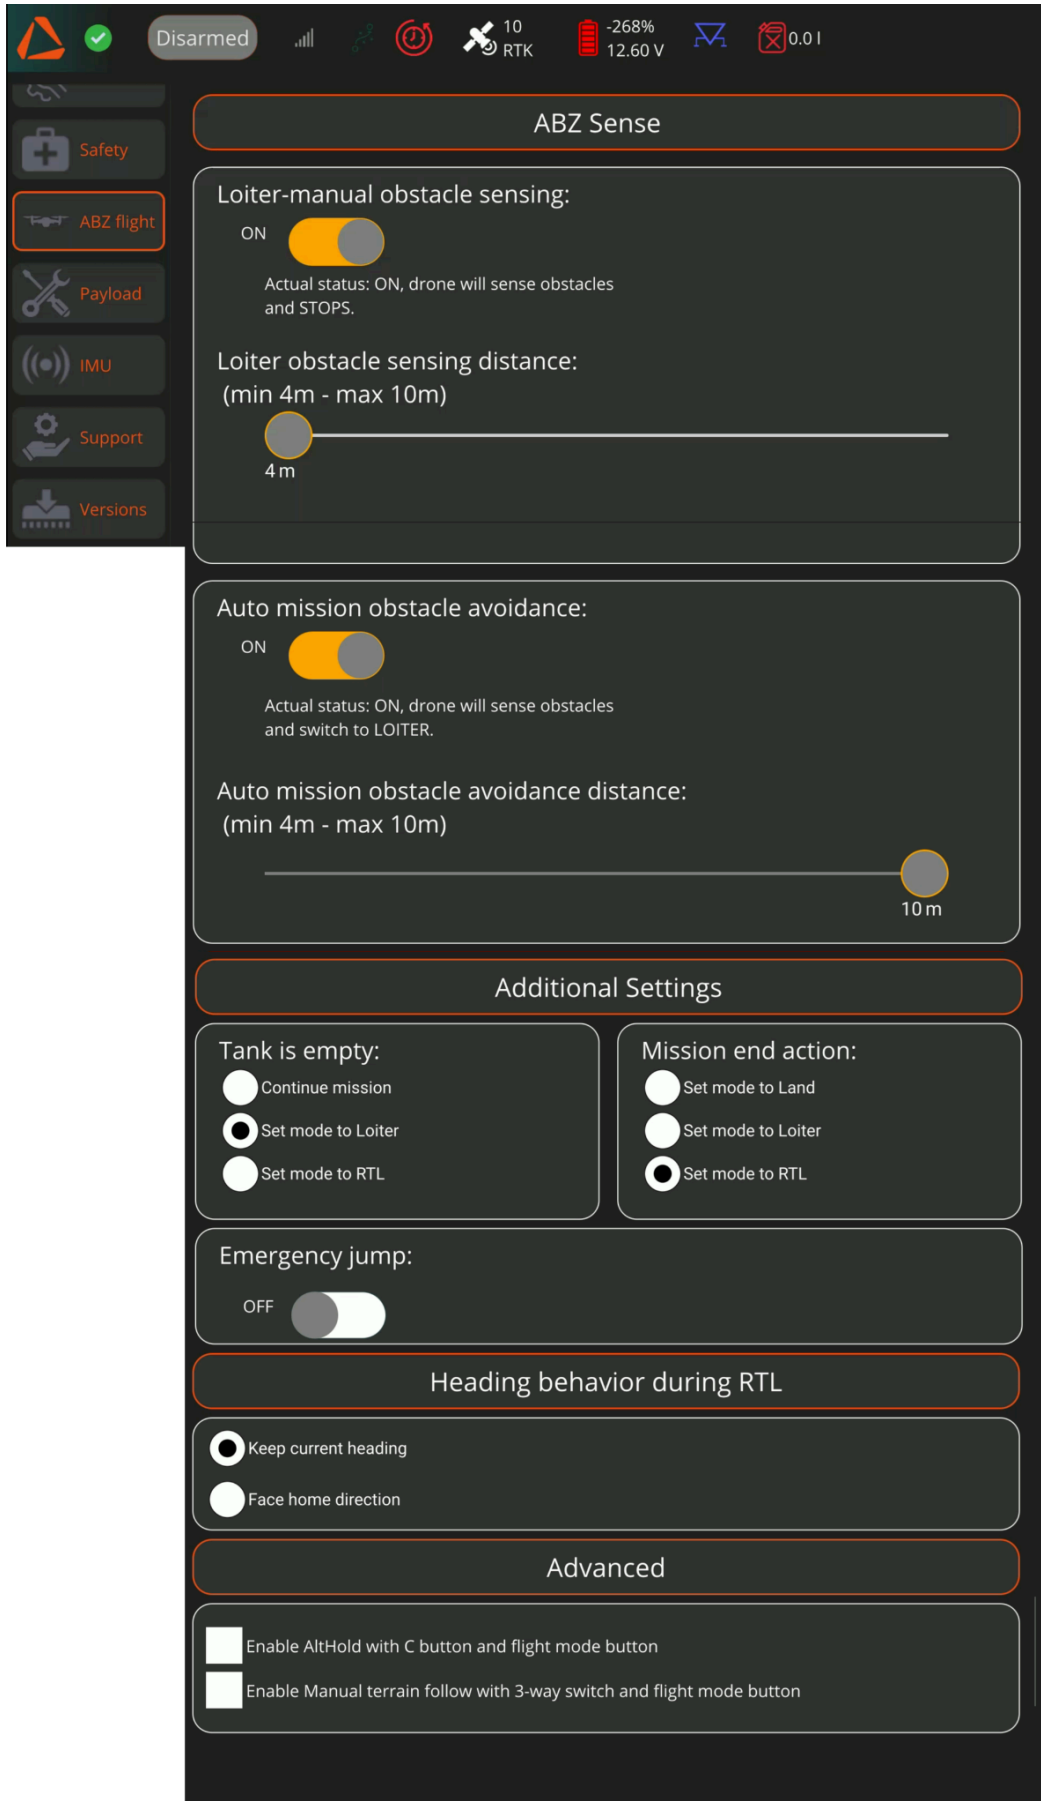 Disarmed
10
RTK
-268%
12.60 V
0.0 l
Safety
ABZ flight
Payload
IMU
Support
Versions
ABZ Sense
Loiter-manual obstacle sensing:
ON
Actual status: ON, drone will sense obstacles
and STOPS.
Loiter obstacle sensing distance:
(min 4m - max 10m)
4 m
Auto mission obstacle avoidance:
ON
Actual status: ON, drone will sense obstacles
and switch to LOITER.
Auto mission obstacle avoidance distance:
(min 4m - max 10m)
10 m
Additional Settings
Tank is empty:
Continue mission
Set mode to Loiter
Set mode to RTL
Mission end action:
Set mode to Land
Set mode to Loiter
Set mode to RTL
Emergency jump:
OFF
Heading behavior during RTL
Keep current heading
Face home direction
Advanced
Enable AltHold with C button and flight mode button
Enable Manual terrain follow with 3-way switch and flight mode button